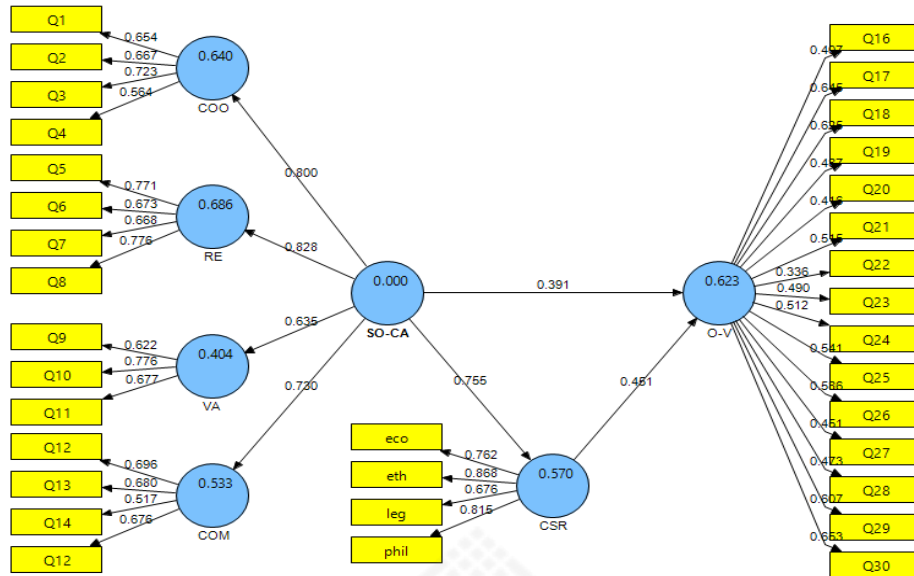 Q1
Q2
Q3
Q4
0.654
0.667
0.723
0.564
0.640
COO
Q5
Q6
Q7
Q8
0.771
0.673
0.668
0.776
0.686
RE
Q9
Q10
Q11
0.622
0.776
0.677
0.404
VA
Q12
Q13
Q14
Q12
0.696
0.680
0.517
0.676
0.533
COM
0.800
0.828
0.635
0.730
0.000
SO-CA
0.391
0.755
0.451
eco
eth
leg
phil
0.762
0.868
0.676
0.815
0.570
CSR
0.623
O-V
0.336
0.490
0.512
0.541
0.451
0.473
0.607
0.653
Q16
Q17
Q18
Q19
Q20
Q21
Q22
Q23
Q24
Q25
Q26
Q27
Q28
Q29
Q30